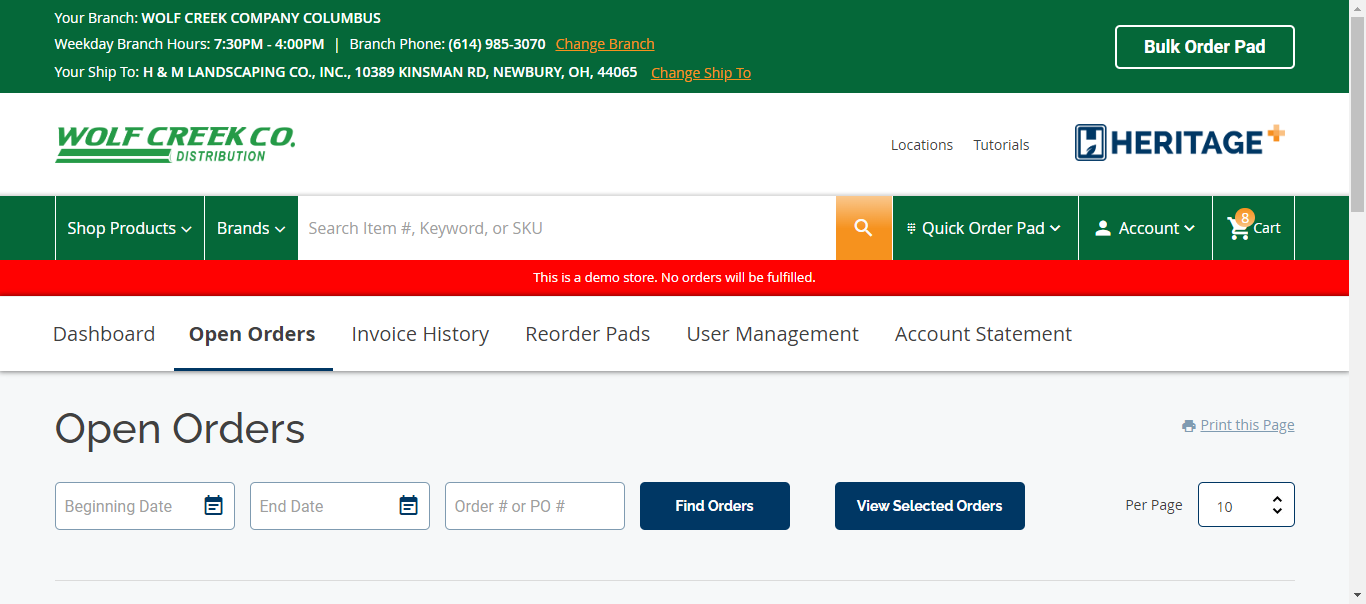 Your Branch: WOLF CREEK COMPANY COLUMBUS
Weekday Branch Hours: 7:30PM - 4:00PM | Branch Phone: (614) 985-3070 Change Branch
Your Ship To: H & M LANDSCAPING CO., INC., 10389 KINSMAN RD, NEWBURY, OH, 44065 Change Ship To
Bulk Order Pad
WOLF CREEK CO.
DISTRIBUTION
Locations Tutorials
HERITAGE+
Shop Products Brands Search Item #, Keyword, or SKU Quick Order Pad Account 8 Cart
This is a demo store. No orders will be fulfilled.
Dashboard Open Orders Invoice History Reorder Pads User Management Account Statement
Open Orders
Print this Page
Beginning Date End Date Order # or PO # Find Orders View Selected Orders Per Page 10